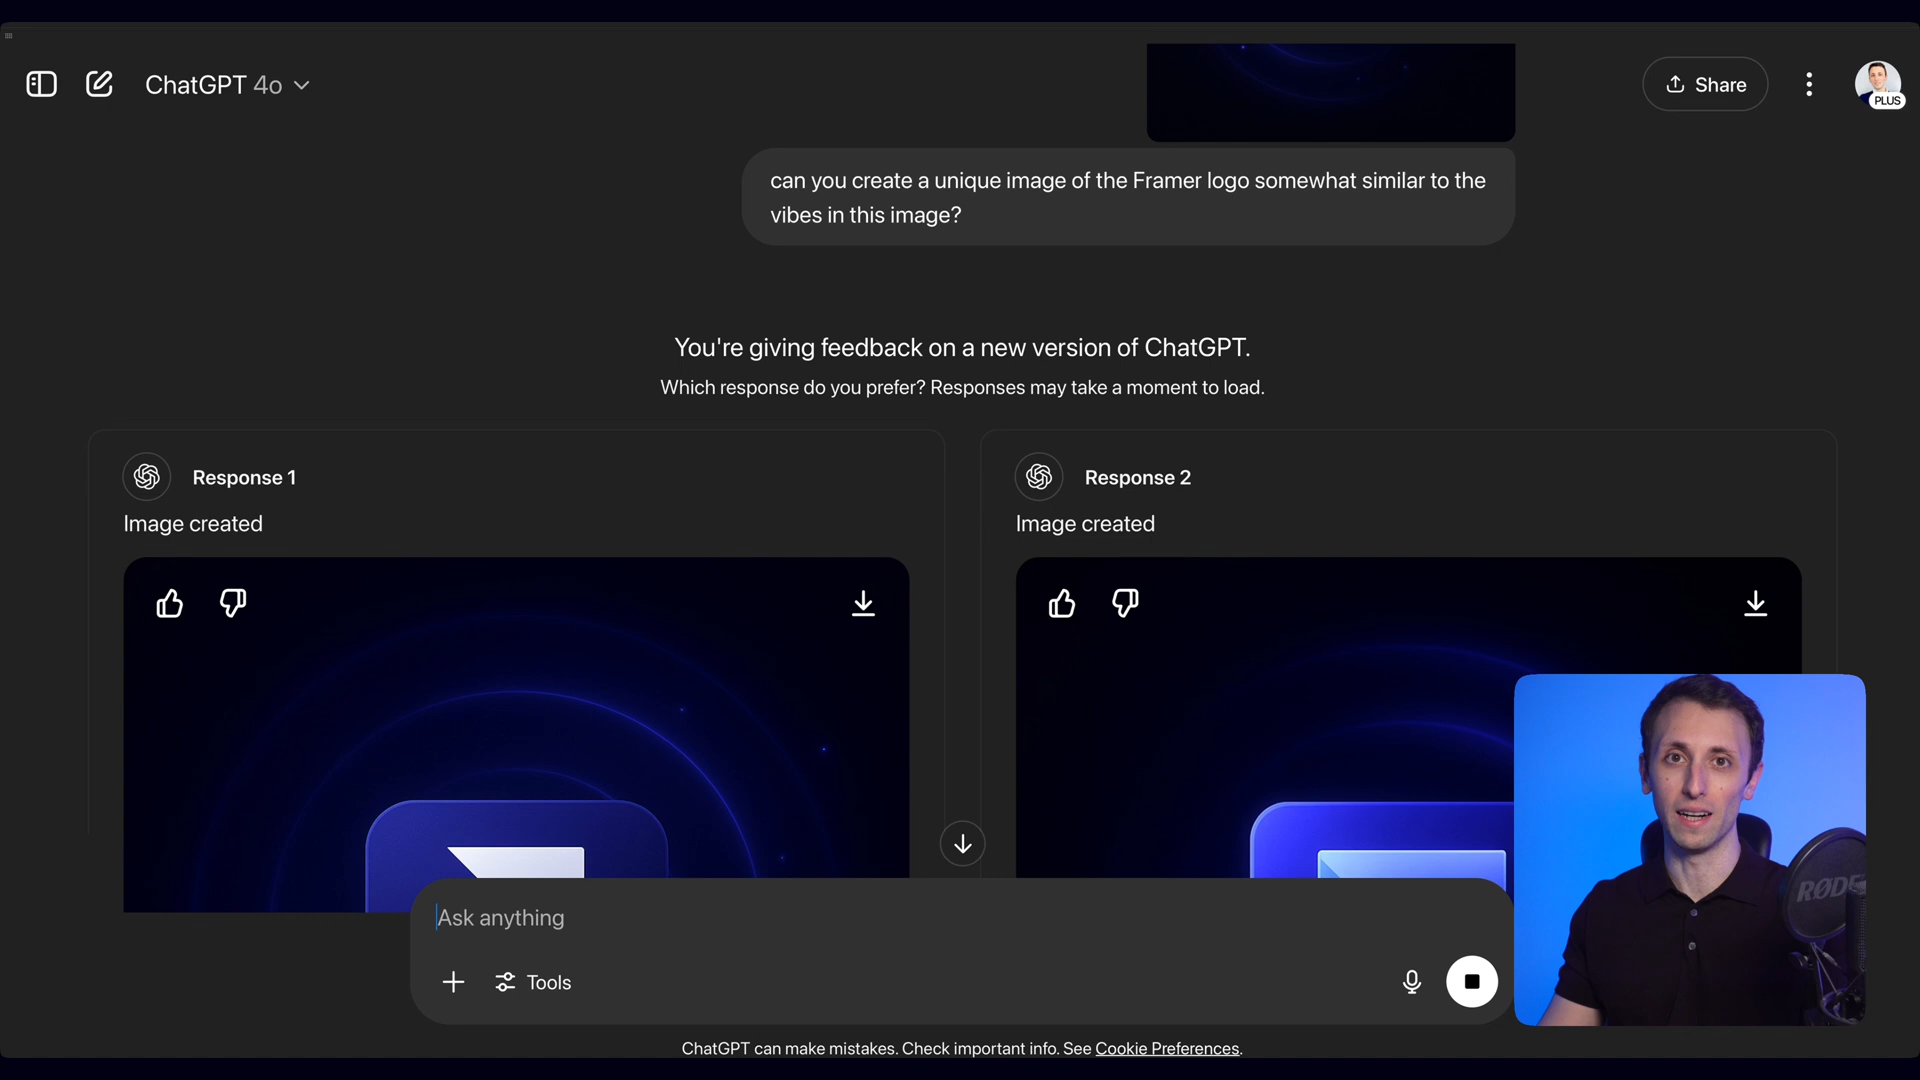 ChatGPT 4o
Share
PLUS
can you create a unique image of the Framer logo somewhat similar to the
vibes in this image?
You're giving feedback on a new version of ChatGPT.
Which response do you prefer? Responses may take a moment to load.
Response 1
Image created
Response 2
Image created
RØDE
Ask anything
Tools
ChatGPT can make mistakes. Check important info. See Cookie Preferences.